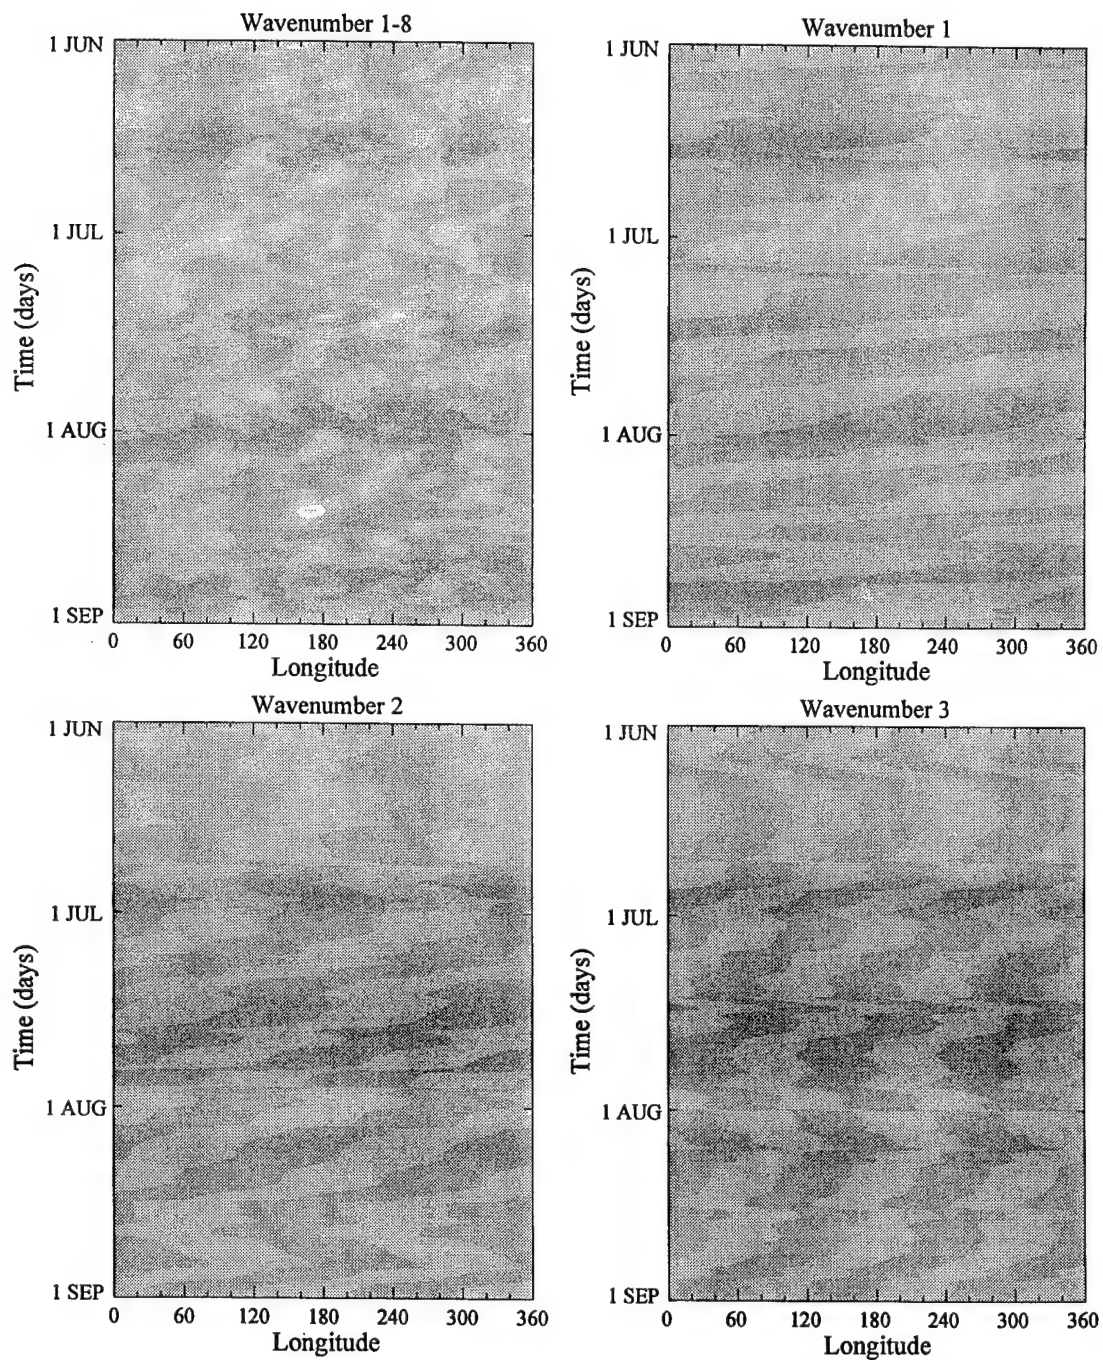 Wavenumber 1-8
1 JUN
1 JUL
1 AUG
1 SEP
Time (days)
0 60 120 180 240 300 360
Longitude
Wavenumber 1
1 JUN
1 JUL
1 AUG
1 SEP
Time (days)
0 60 120 180 240 300 360
Longitude
Wavenumber 2
1 JUN
1 JUL
1 AUG
1 SEP
Time (days)
0 60 120 180 240 300 360
Longitude
Wavenumber 3
1 JUN
1 JUL
1 AUG
1 SEP
Time (days)
0 60 120 180 240 300 360
Longitude